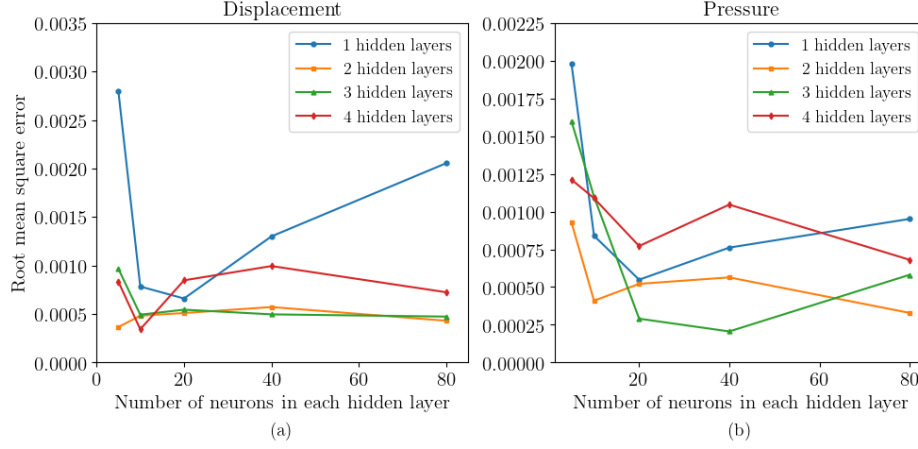 Displacement
0.0035
0.0030
0.0025
0.0020
0.0015
0.0010
0.0005
0.0000
Root mean square error
1 hidden layers
2 hidden layers
3 hidden layers
4 hidden layers
0 20 40 60 80
Number of neurons in each hidden layer
(a)
Pressure
0.00225
0.00200
0.00175
0.00150
0.00125
0.00100
0.00075
0.00050
0.00025
0.00000
1 hidden layers
2 hidden layers
3 hidden layers
4 hidden layers
20 40 60 80
Number of neurons in each hidden layer
(b)